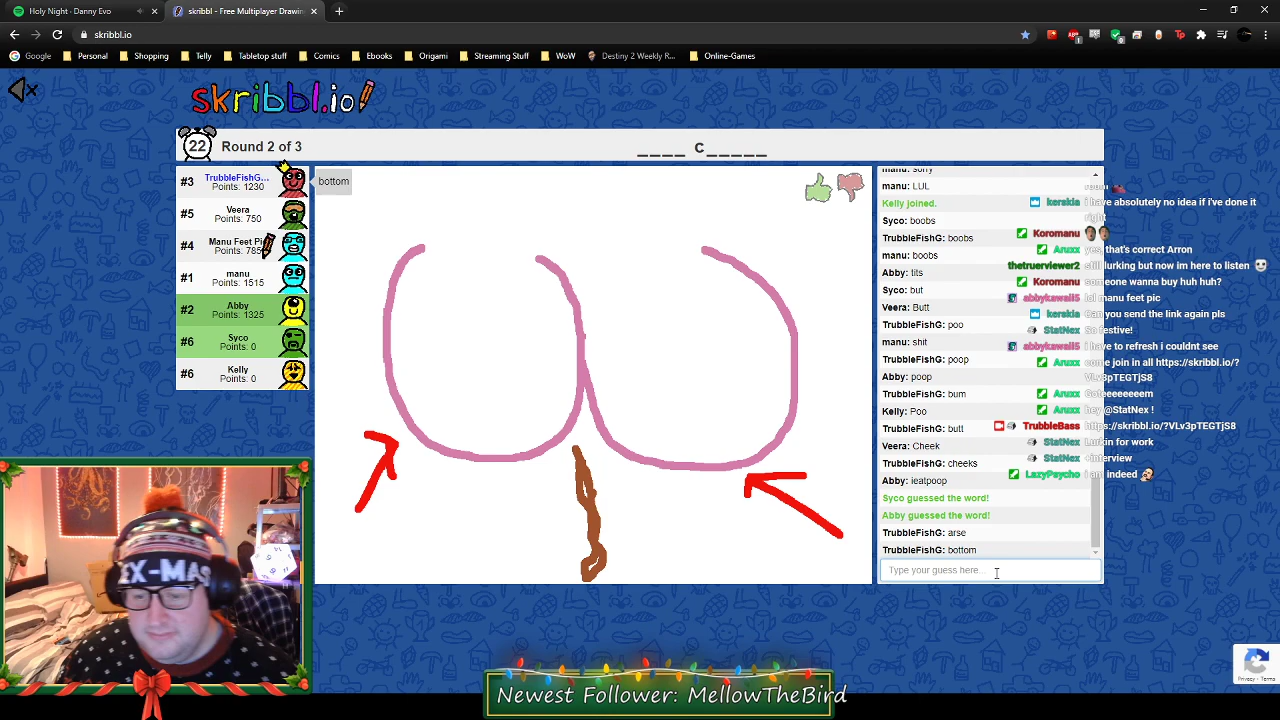 Holy Night - Danny Evo
skribbl - Free Multiplayer Drawin
skribbl.io
Google Personal Shopping Telly Tabletop stuff Comics Ebooks Origami Streaming Stuff WoW Destiny 2 Weekly R... Online-Games
skribbl.io!
22 Round 2 of 3 ____ C_____
#3 TrubbleFishG...
Points: 1230
#5 Veera
Points: 750
#4 Manu Feet Pi
Points: 785
#1 manu
Points: 1515
#2 Abby
Points: 1325
#6 Syco
Points: 0
#6 Kelly
Points: 0
bottom
manu: sorry
manu: LUL
Kelly joined.
Syco: boobs
TrubbleFishG: boobs
manu: boobs
Abby: tits
Syco: but
Veera: Butt
TrubbleFishG: poo
manu: shit
TrubbleFishG: poop
Abby: poop
TrubbleFishG: bum
Kelly: Poo
TrubbleFishG: butt
Veera: Cheek
TrubbleFishG: cheeks
Abby: ieatpoop
Syco guessed the word!
Abby guessed the word!
TrubbleFishG: arse
TrubbleFishG: bottom
Type your guess here...
kerskia i have absolutely no idea if i've done it
right
Koromanu
Aruxx yes, that's correct Arron
thetruerviewer2 still lurking but now im here to listen
Koromanu someone wanna buy huh huh?
abbykawaii5 lol manu feet pic
kerskia Can you send the link again pls
StatNex So festive!
abbykawaii5 i have to refresh i couldnt see
Aruxx come join in all https://skribbl.io/?
VLv3pTEGTjS8
Aruxx Goteeeeeeem
Aruxx hey @StatNex !
TrubbleBass https://skribbl.io/?VLv3pTEGTjS8
StatNex Lurkin for work
StatNex +interview
LazyPsycho i am indeed
EX-MAS
Newest Follower: MellowTheBird
Privacy - Terms